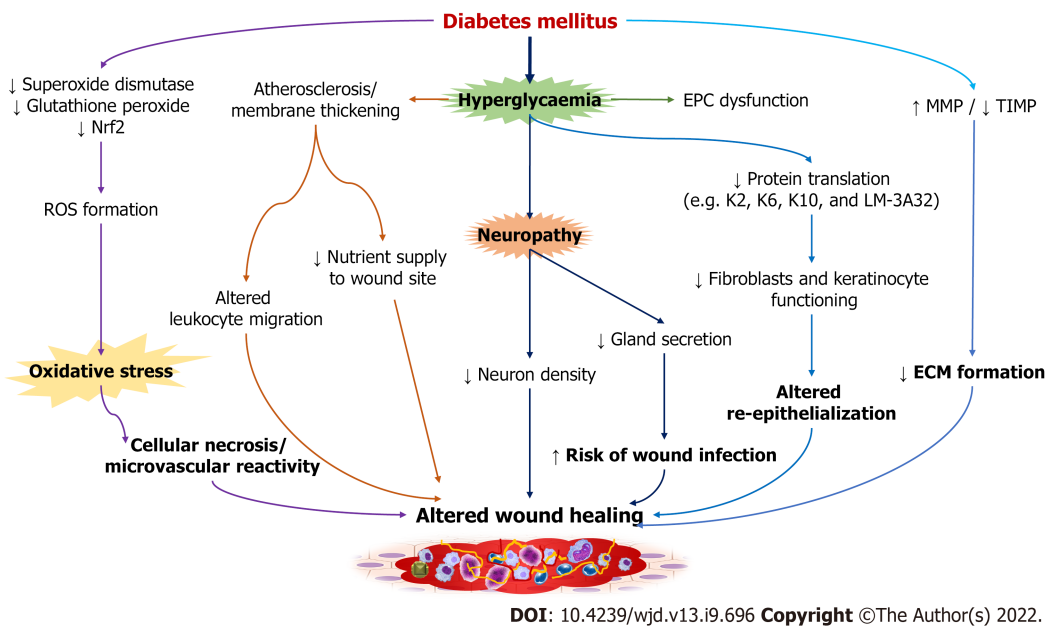 Diabetes mellitus
↓ Superoxide dismutase
↓ Glutathione peroxide
↓ Nrf2
Atherosclerosis/
membrane thickening
Hyperglycaemia
EPC dysfunction
↑ MMP / ↓ TIMP
ROS formation
↓ Protein translation
(e.g. K2, K6, K10, and LM-3A32)
Neuropathy
↓ Nutrient supply
to wound site
Altered
leukocyte migration
↓ Fibroblasts and keratinocyte
functioning
↓ Gland secretion
Oxidative stress
↓ Neuron density
↓ ECM formation
Altered
re-epithelialization
Cellular necrosis/
microvascular reactivity
↑ Risk of wound infection
Altered wound healing
DOI: 10.4239/wjd.v13.i9.696 Copyright ©The Author(s) 2022.